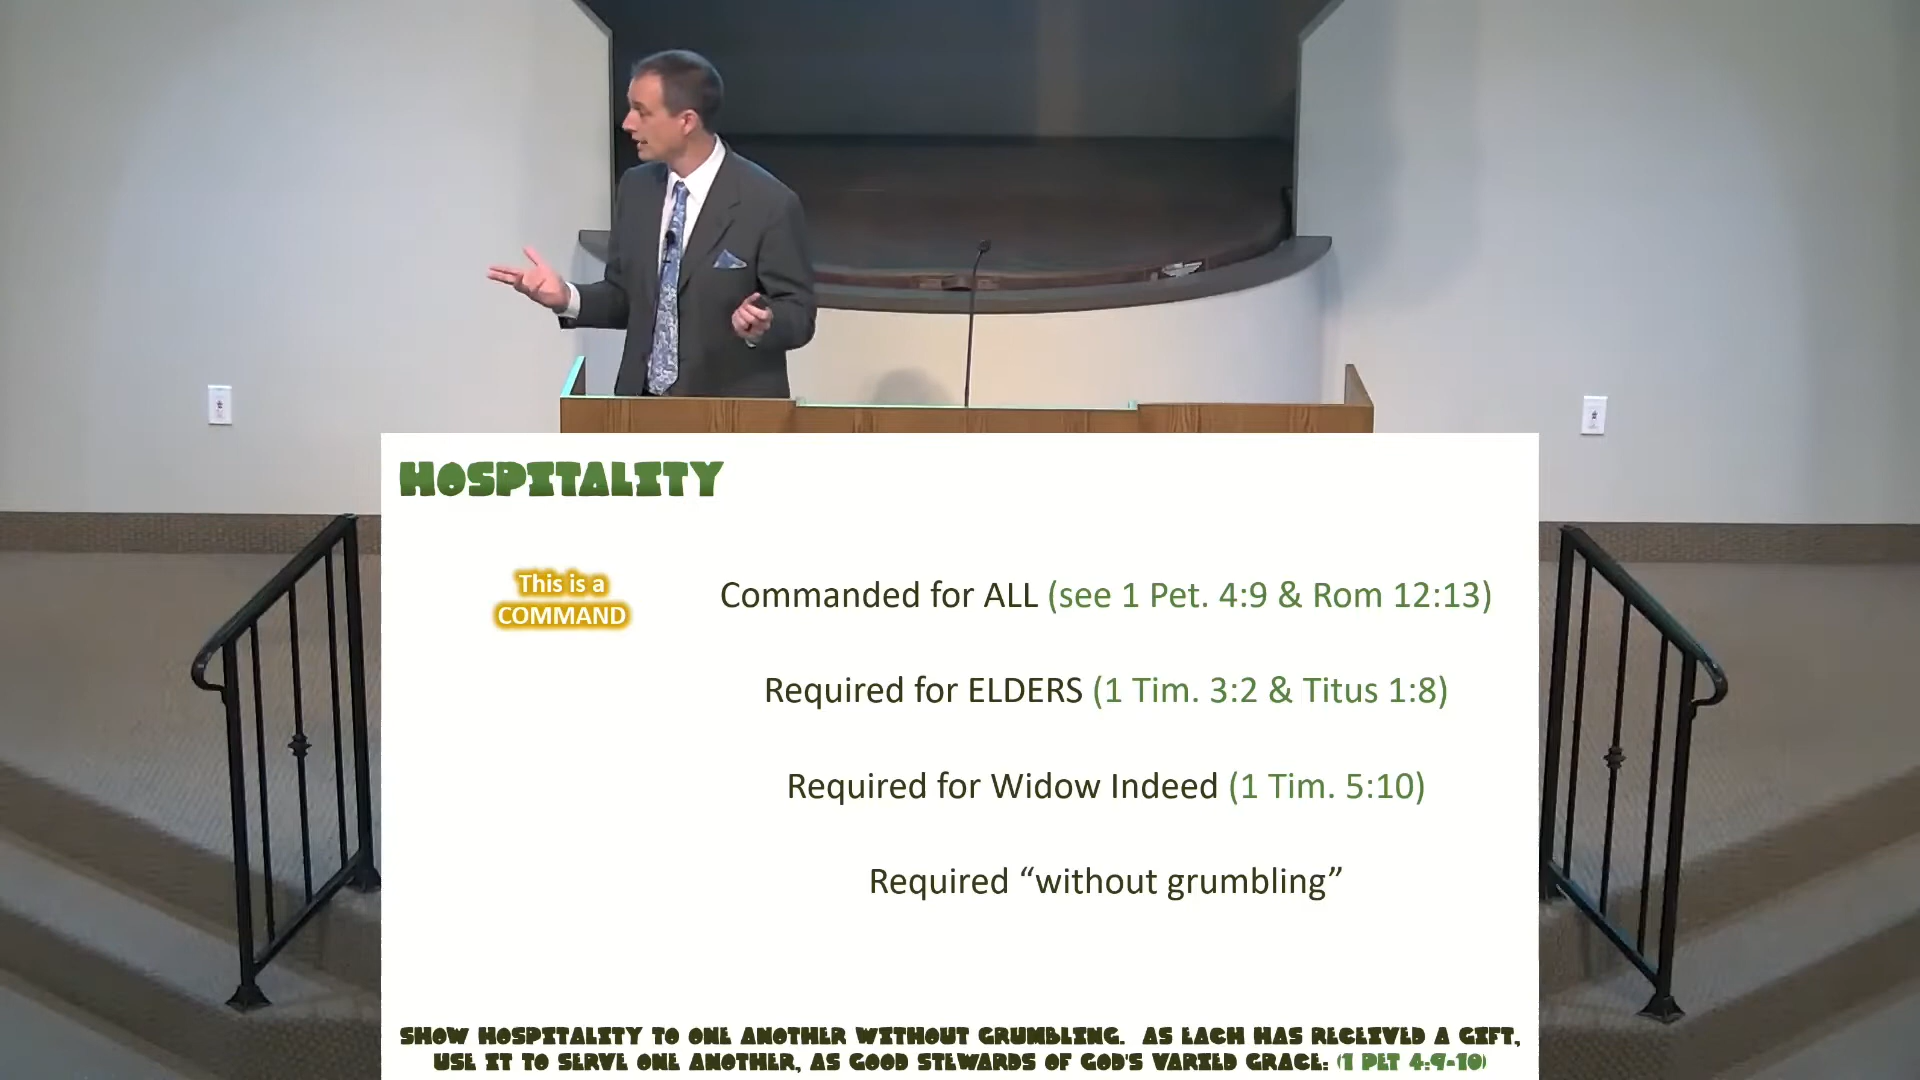 HOSPITALITY
This is a
COMMAND
Commanded for ALL (see 1 Pet. 4:9 & Rom 12:13)
Required for ELDERS (1 Tim. 3:2 & Titus 1:8)
Required for Widow Indeed (1 Tim. 5:10)
Required “without grumbling”
SHOW HOSPITALITY TO ONE ANOTHER WITHOUT GRUMBLING. AS EACH HAS RECEIVED A GIFT,
USE IT TO SERVE ONE ANOTHER, AS GOOD STEWARDS OF GOD'S VARIED GRACE: (1 PET 4:9-10)